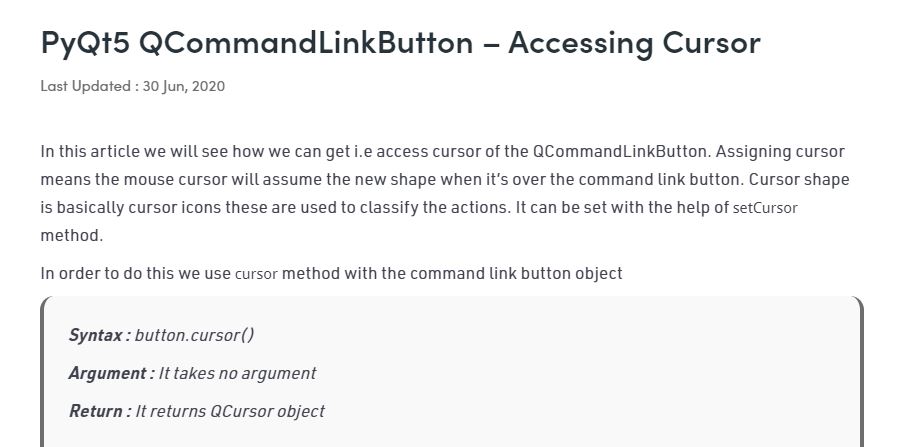 PyQt5 QCommandLinkButton – Accessing Cursor
Last Updated : 30 Jun, 2020
In this article we will see how we can get i.e access cursor of the QCommandLinkButton. Assigning cursor
means the mouse cursor will assume the new shape when it's over the command link button. Cursor shape
is basically cursor icons these are used to classify the actions. It can be set with the help of setCursor
method.
In order to do this we use cursor method with the command link button object
Syntax : button.cursor()
Argument : It takes no argument
Return : It returns QCursor object